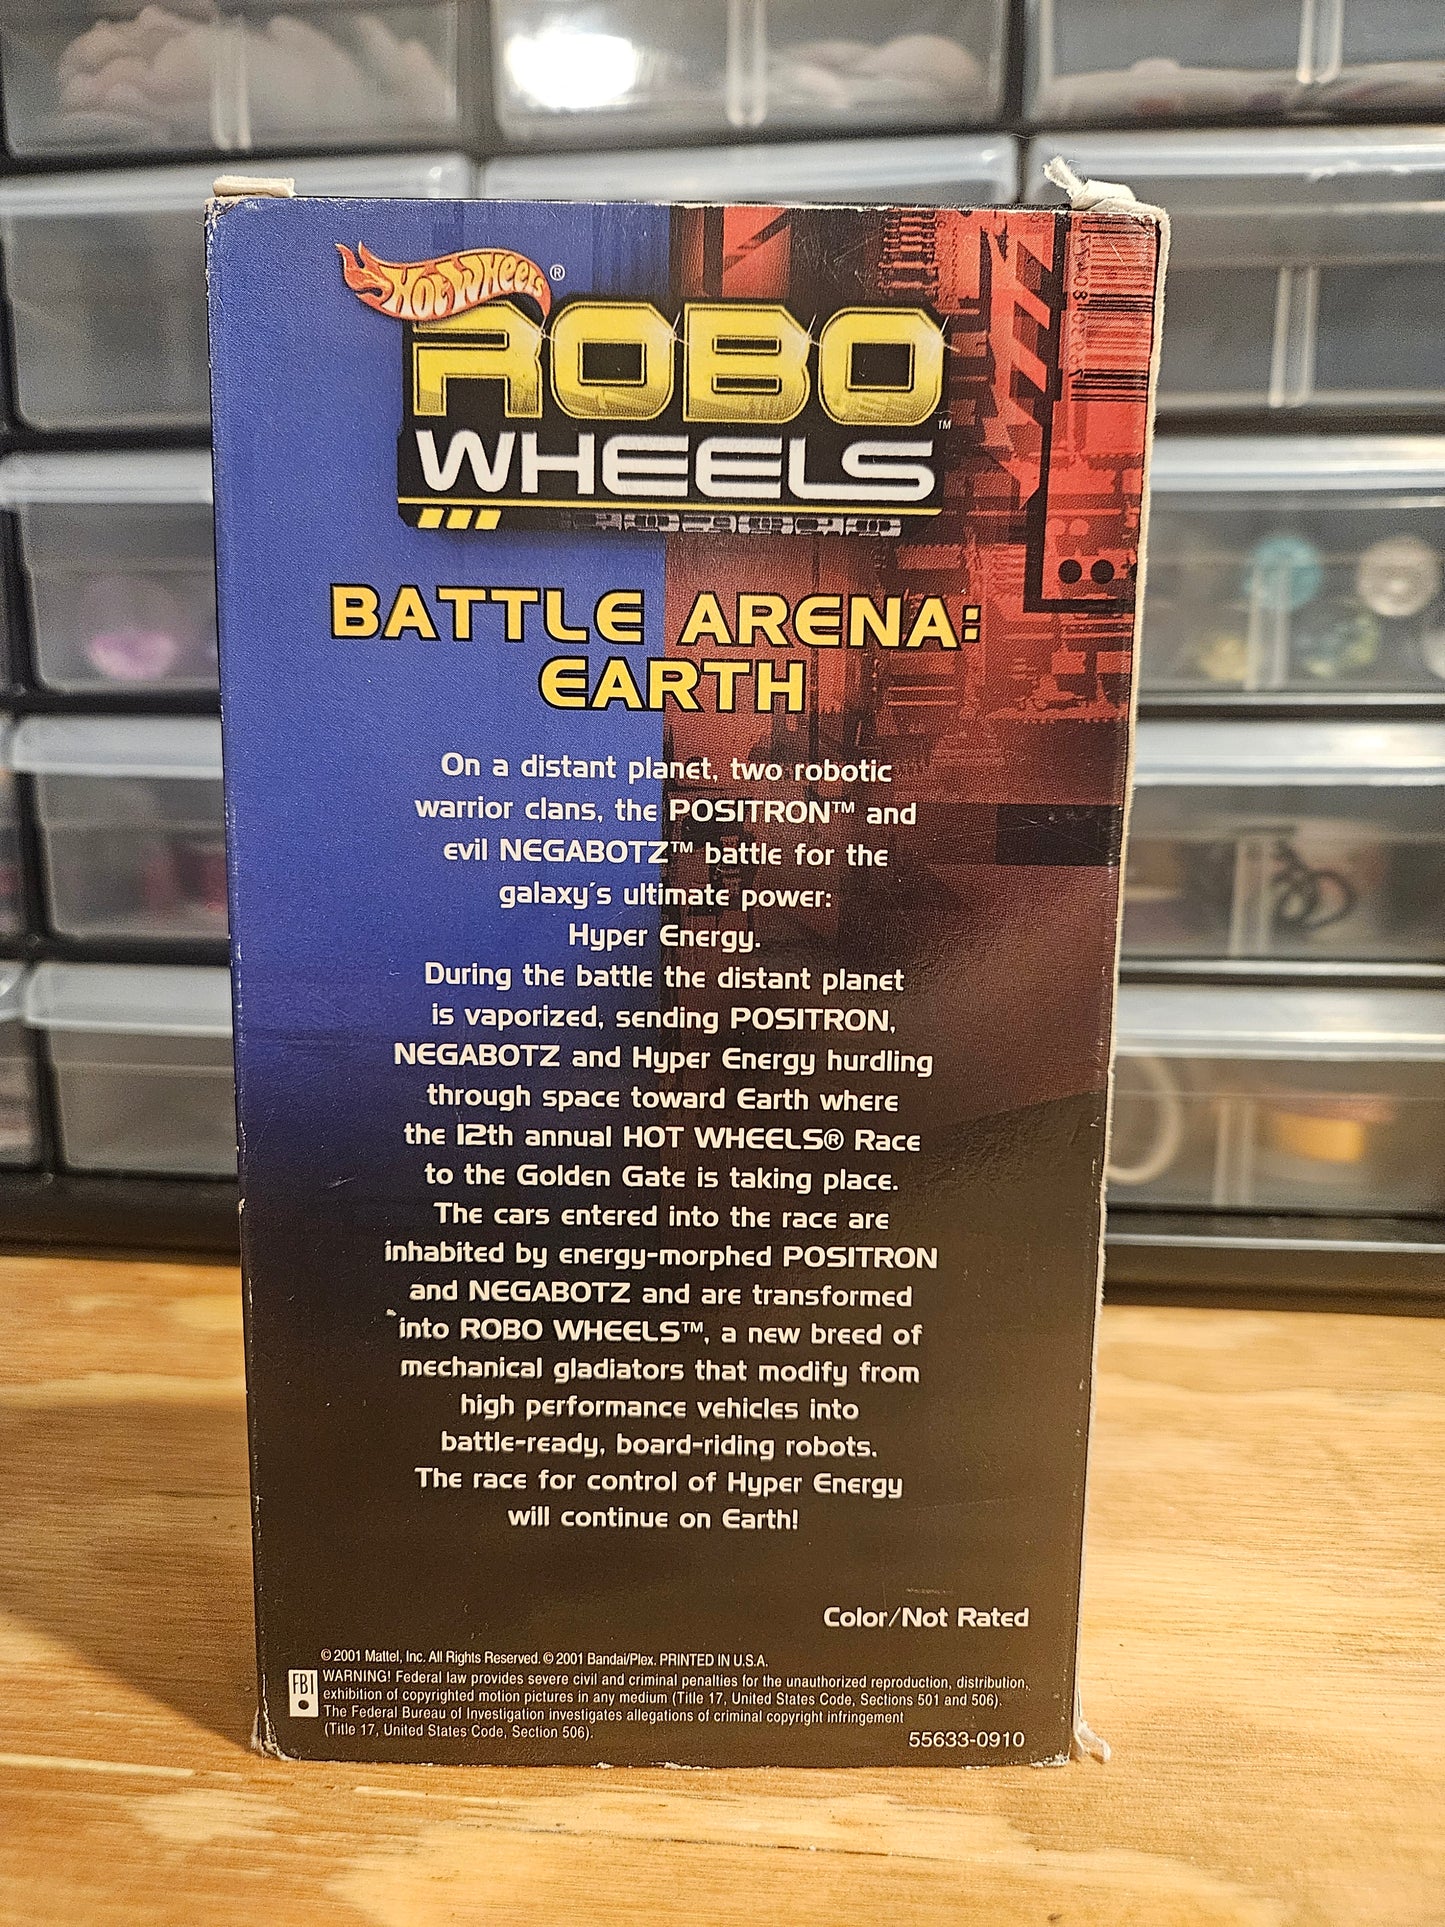 HOT WHEELS®
ROBO™
WHEELS
BATTLE ARENA:
EARTH
On a distant planet, two robotic
warrior clans, the POSITRON™ and
evil NEGABOTZ™ battle for the
galaxy's ultimate power:
Hyper Energy.
During the battle the distant planet
is vaporized, sending POSITRON,
NEGABOTZ and Hyper Energy hurdling
through space toward Earth where
the 12th annual HOT WHEELS® Race
to the Golden Gate is taking place.
The cars entered into the race are
inhabited by energy-morphed POSITRON
and NEGABOTZ and are transformed
into ROBO WHEELS™, a new breed of
mechanical gladiators that modify from
high performance vehicles into
battle-ready, board-riding robots.
The race for control of Hyper Energy
will continue on Earth!
Color/Not Rated
© 2001 Mattel, Inc. All Rights Reserved. © 2001 Bandai/Plex. PRINTED IN U.S.A.
FBI
WARNING! Federal law provides severe civil and criminal penalties for the unauthorized reproduction, distribution,
exhibition of copyrighted motion pictures in any medium (Title 17, United States Code, Sections 501 and 506).
The Federal Bureau of Investigation investigates allegations of criminal copyright infringement
(Title 17, United States Code, Section 506).
55633-0910